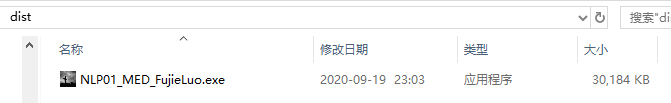 dist
搜索"di
名称 修改日期 类型 大小
NLP01_MED_FujieLuo.exe 2020-09-19 23:03 应用程序 30,184 KB